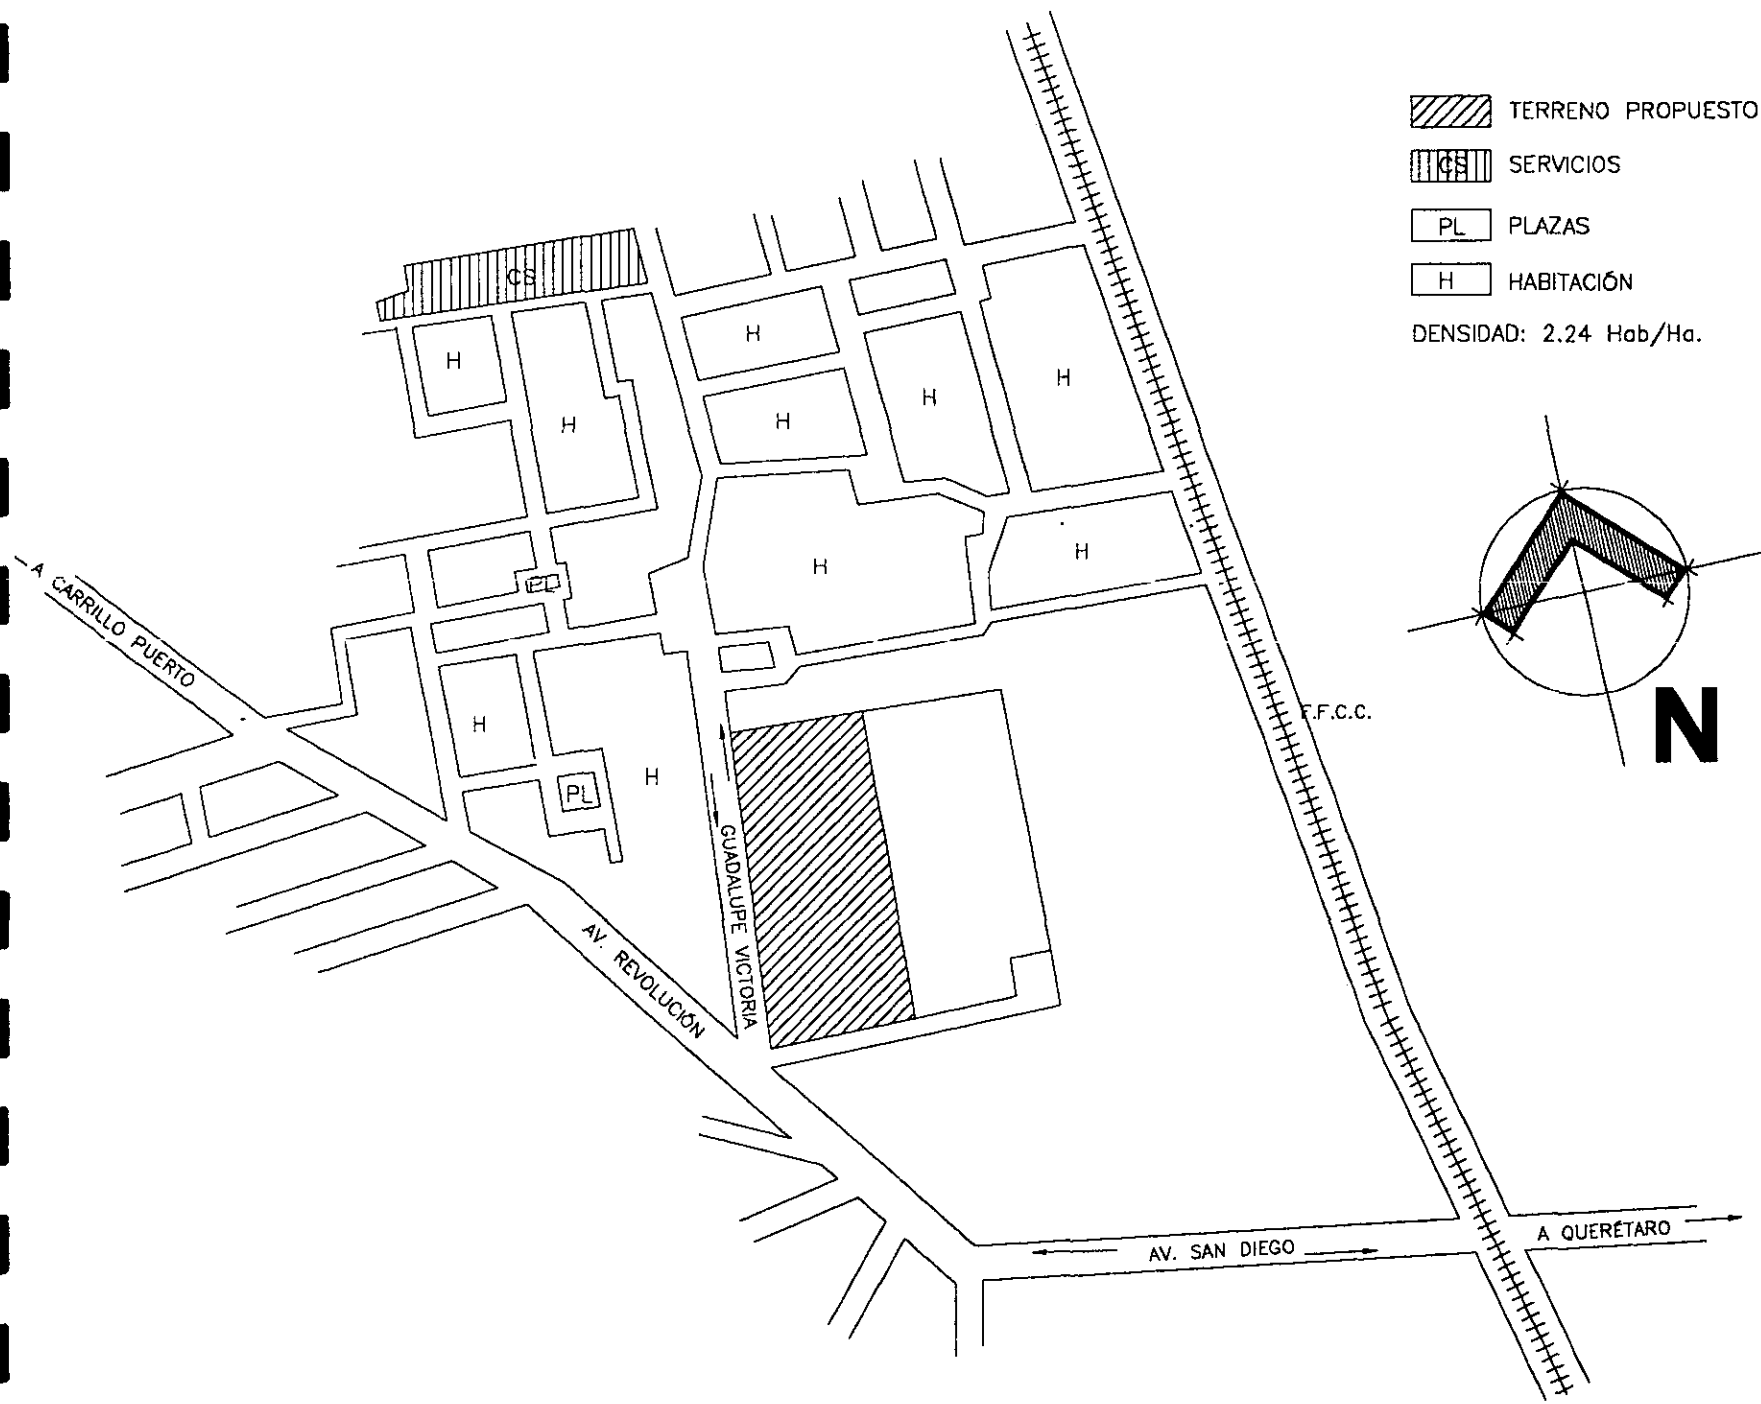 TERRENO PROPUESTO
CS SERVICIOS
PL PLAZAS
H HABITACIÓN
DENSIDAD: 2.24 Hab/Ha.
CS
H
H
H
H
H
H
H
H
PL
A CARRILLO PUERTO
H
H
PL
F.F.C.C.
N
GUADALUPE VICTORIA
AV. REVOLUCIÓN
AV. SAN DIEGO
A QUERÉTARO